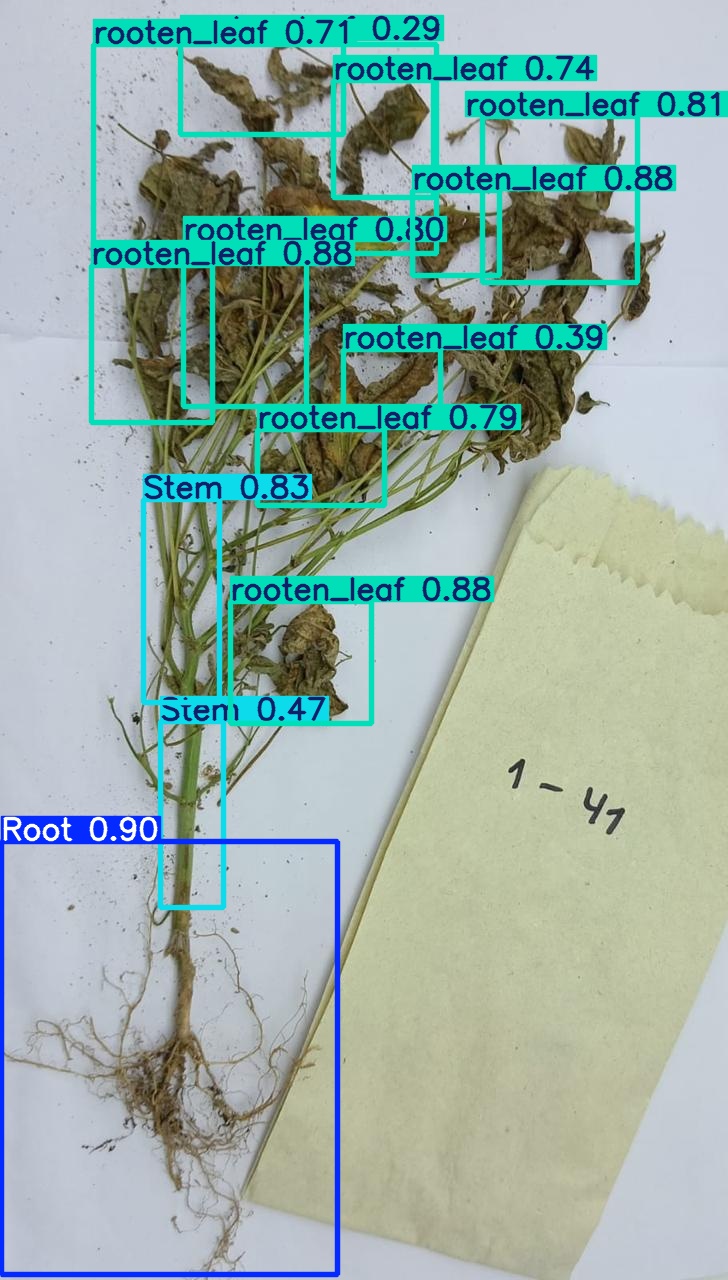 rooten_leaf 0.71
0.29
rooten_leaf 0.74
rooten_leaf 0.81
rooten_leaf 0.88
rooten_leaf 0.80
rooten_leaf 0.88
rooten_leaf 0.39
rooten_leaf 0.79
Stem 0.83
rooten_leaf 0.88
Stem 0.47
1-41
Root 0.90